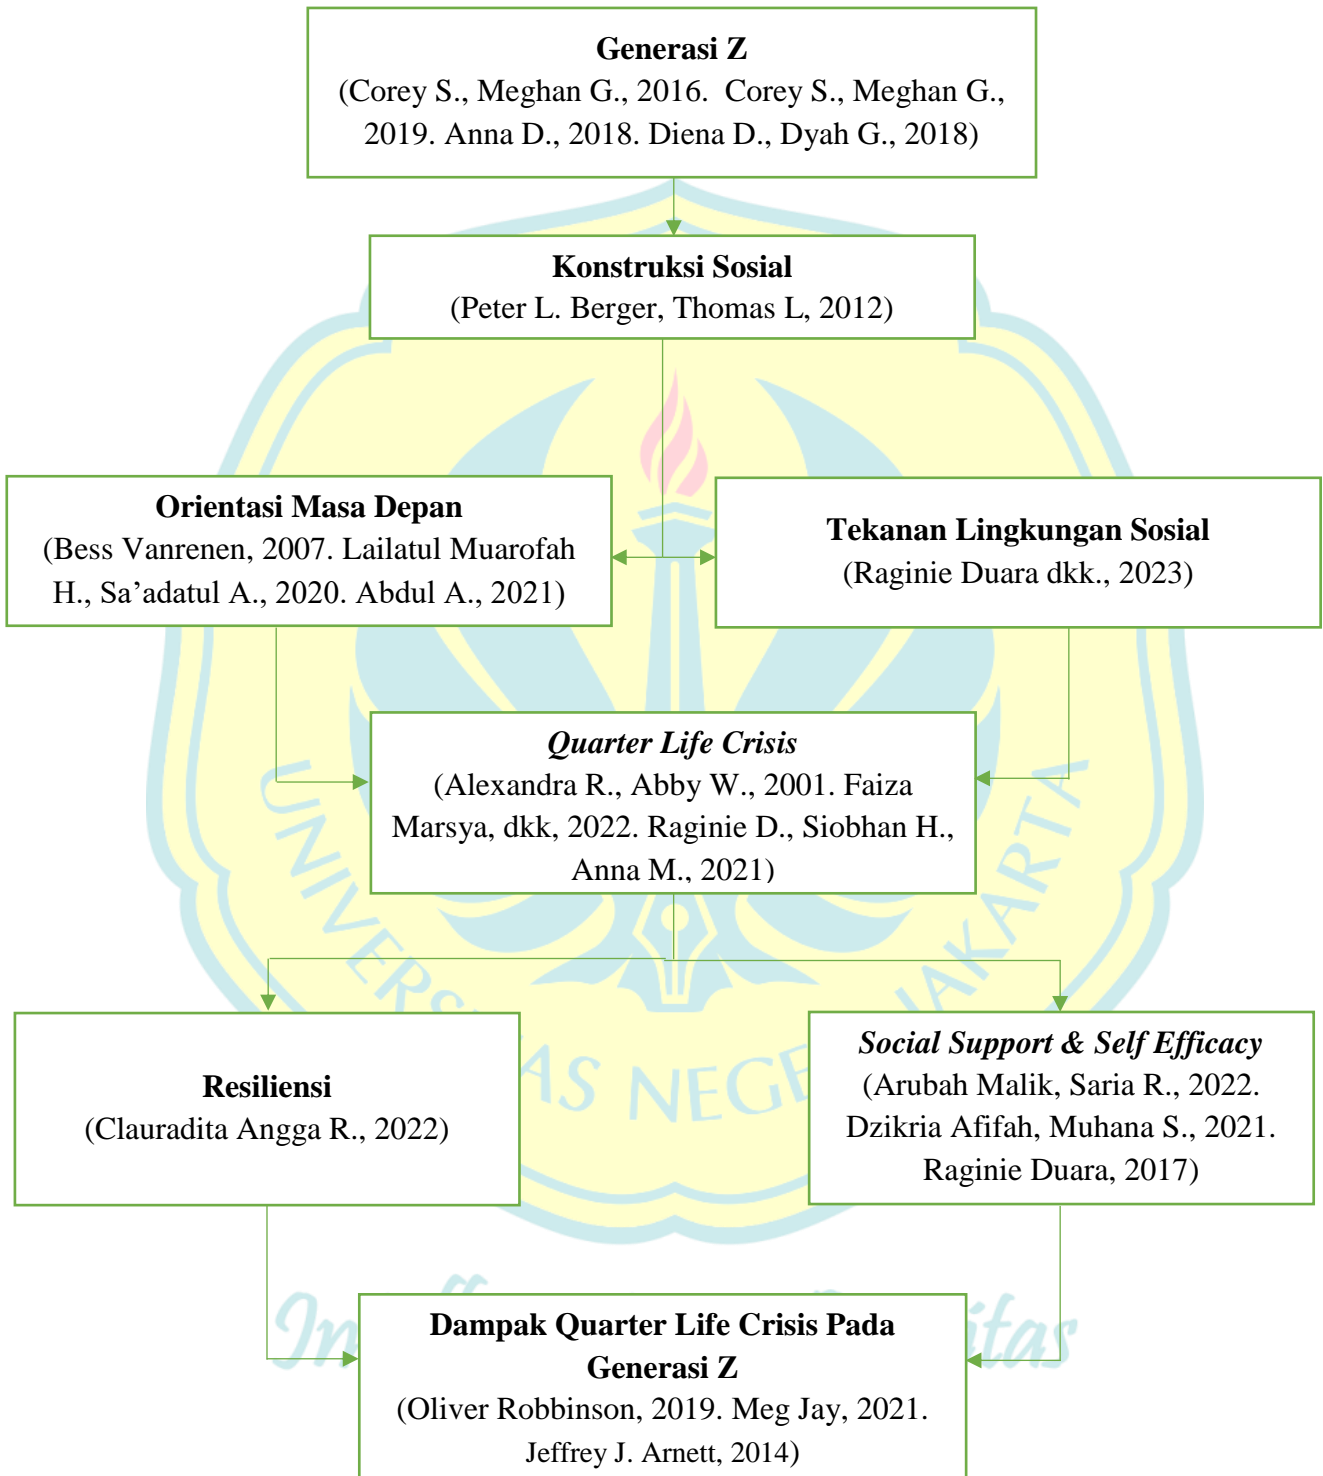 Generasi Z
(Corey S., Meghan G., 2016.  Corey S., Meghan G.,
2019. Anna D., 2018. Diena D., Dyah G., 2018)
Konstruksi Sosial
(Peter L. Berger, Thomas L, 2012)
Orientasi Masa Depan
(Bess Vanrenen, 2007. Lailatul Muarofah
H., Sa’adatul A., 2020. Abdul A., 2021)
Tekanan Lingkungan Sosial
(Raginie Duara dkk., 2023)
Quarter Life Crisis
(Alexandra R., Abby W., 2001. Faiza
Marsya, dkk, 2022. Raginie D., Siobhan H.,
Anna M., 2021)
Resiliensi
(Clauradita Angga R., 2022)
Social Support & Self Efficacy
(Arubah Malik, Saria R., 2022.
Dzikria Afifah, Muhana S., 2021.
Raginie Duara, 2017)
Dampak Quarter Life Crisis Pada
Generasi Z
(Oliver Robbinson, 2019. Meg Jay, 2021.
Jeffrey J. Arnett, 2014)
JAKARTA